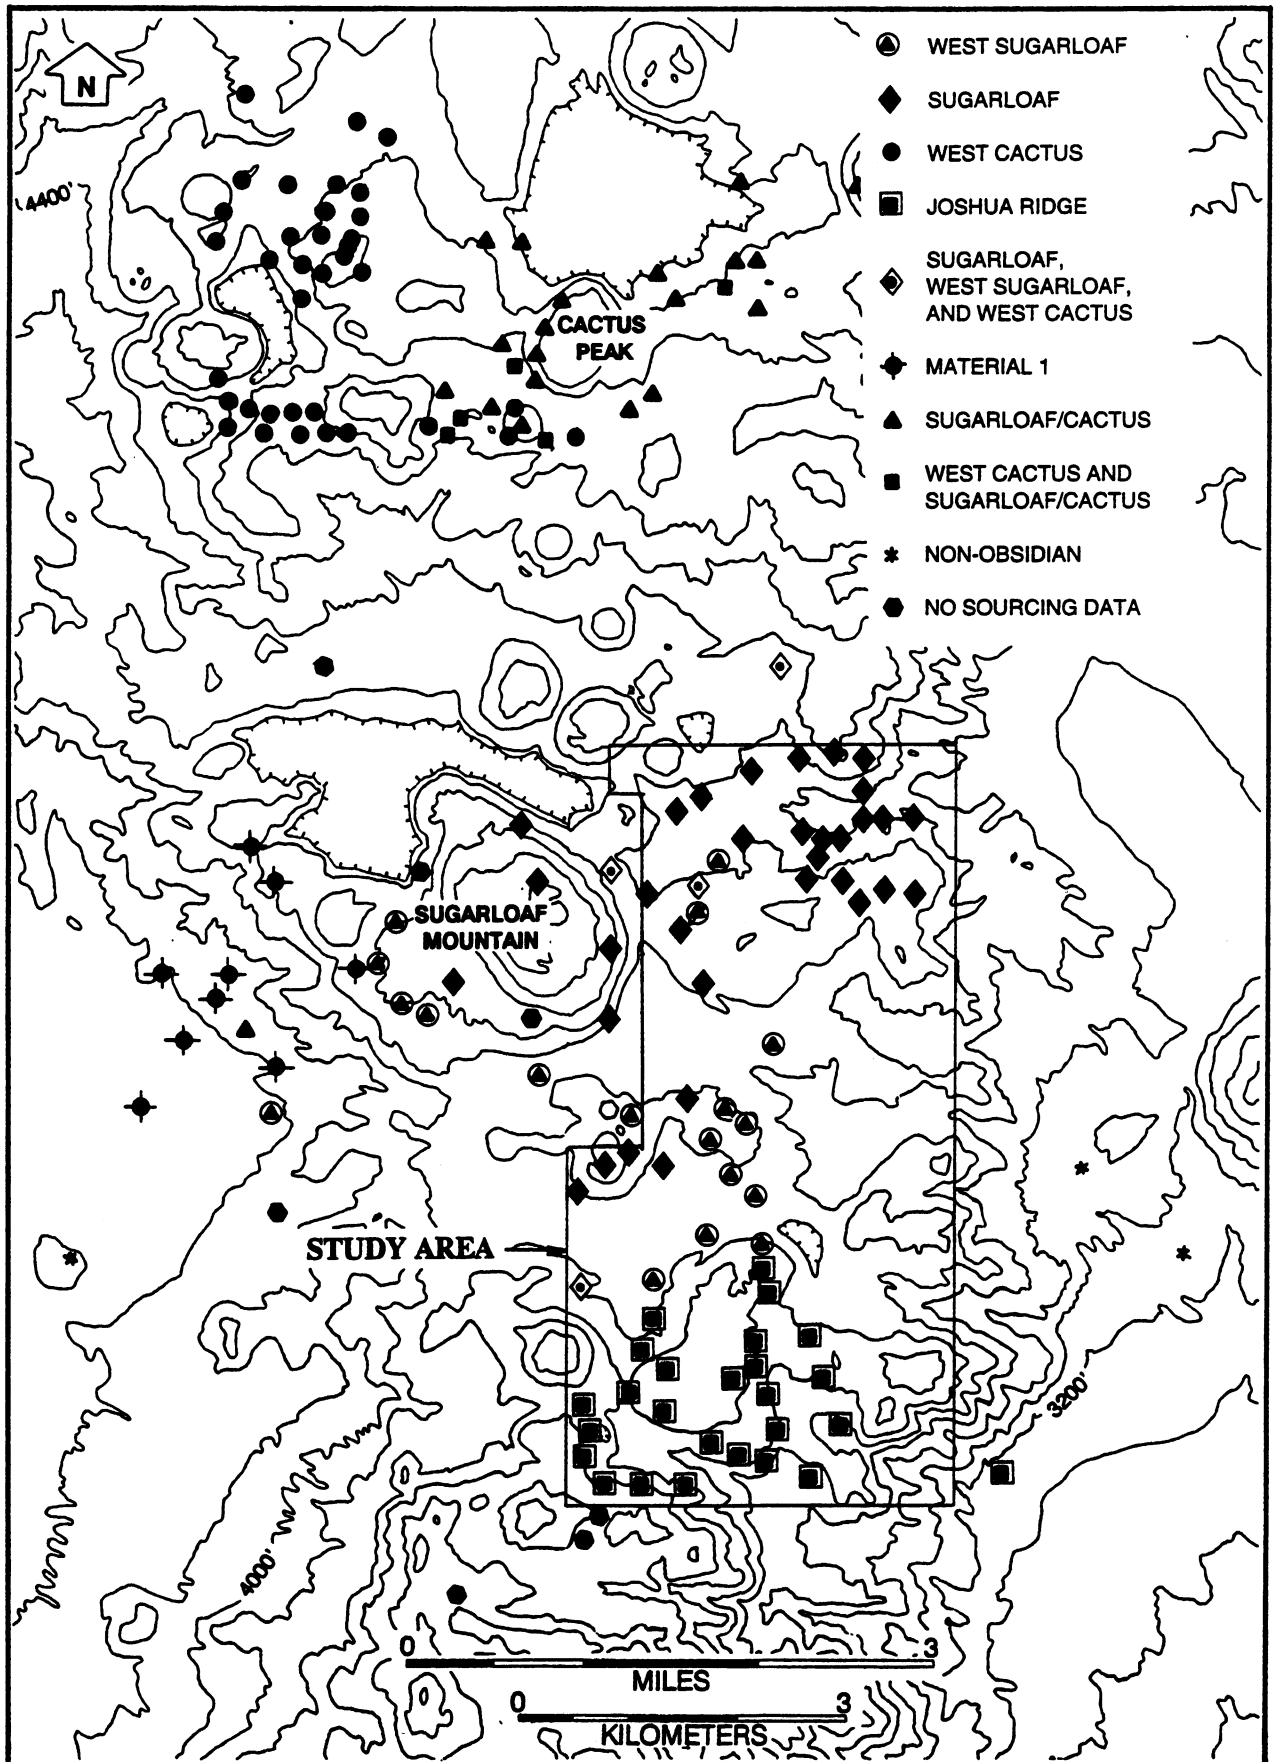 N
WEST SUGARLOAF
SUGARLOAF
WEST CACTUS
JOSHUA RIDGE
SUGARLOAF,
WEST SUGARLOAF,
AND WEST CACTUS
MATERIAL 1
SUGARLOAF/CACTUS
WEST CACTUS AND
SUGARLOAF/CACTUS
NON-OBSIDIAN
NO SOURCING DATA
4400'
CACTUS
PEAK
SUGARLOAF
MOUNTAIN
STUDY AREA
3200'
4000'
0 3
MILES
0 3
KILOMETERS